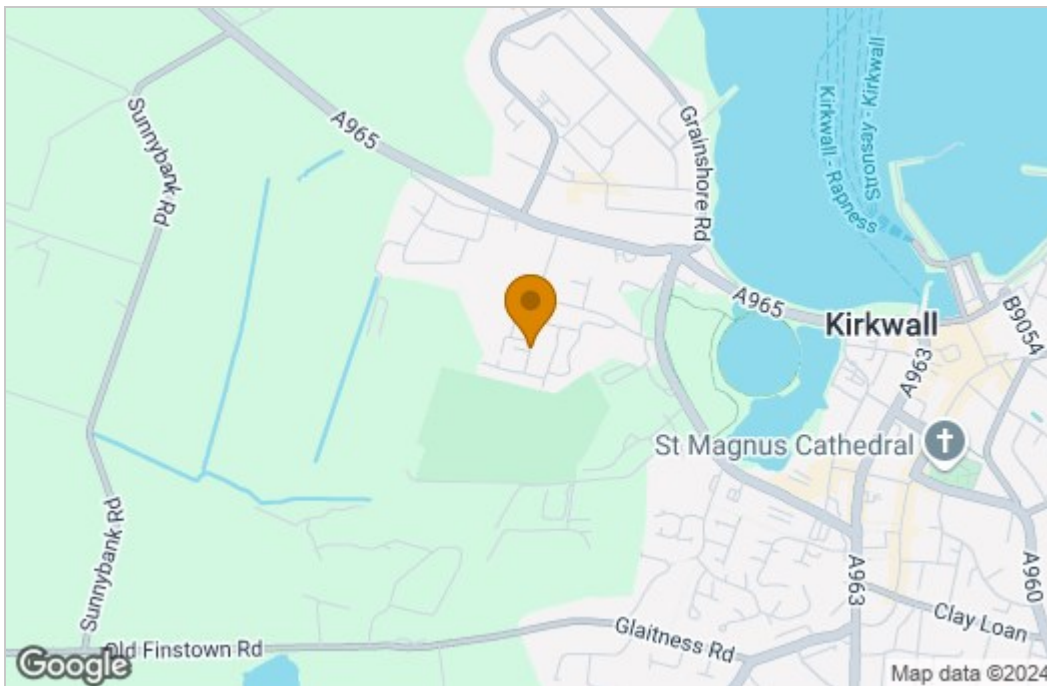 Sunnybank Rd
A965
Grainshore Rd
Kirkwall - Rapness
Stronsay - Kirkwall
A965
Kirkwall
B9054
A963
St Magnus Cathedral
Sunnybank Rd
A963
A960
Clay Loan
Glaitness Rd
Old Finstown Rd
Google
Map data ©2024